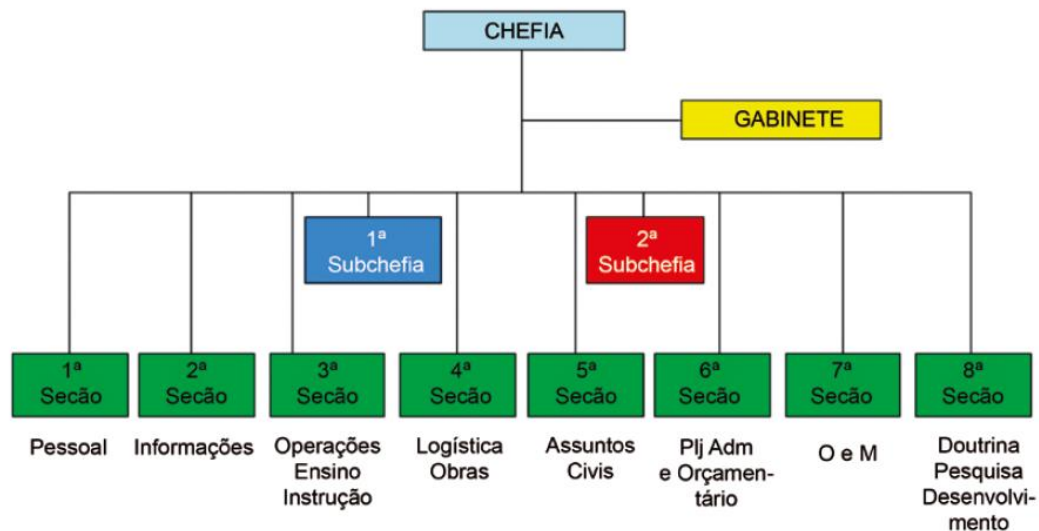 CHEFIA
GABINETE
1ª
Subchefia
2ª
Subchefia
1ª
Secão
2ª
Secão
3ª
Secão
4ª
Secão
5ª
Secão
6ª
Secão
7ª
Secão
8ª
Secão
Pessoal
Informações
Operações
Ensino
Instrução
Logística
Obras
Assuntos
Civis
Plj Adm
e Orçamen-
tário
O e M
Doutrina
Pesquisa
Desenvolvi-
mento